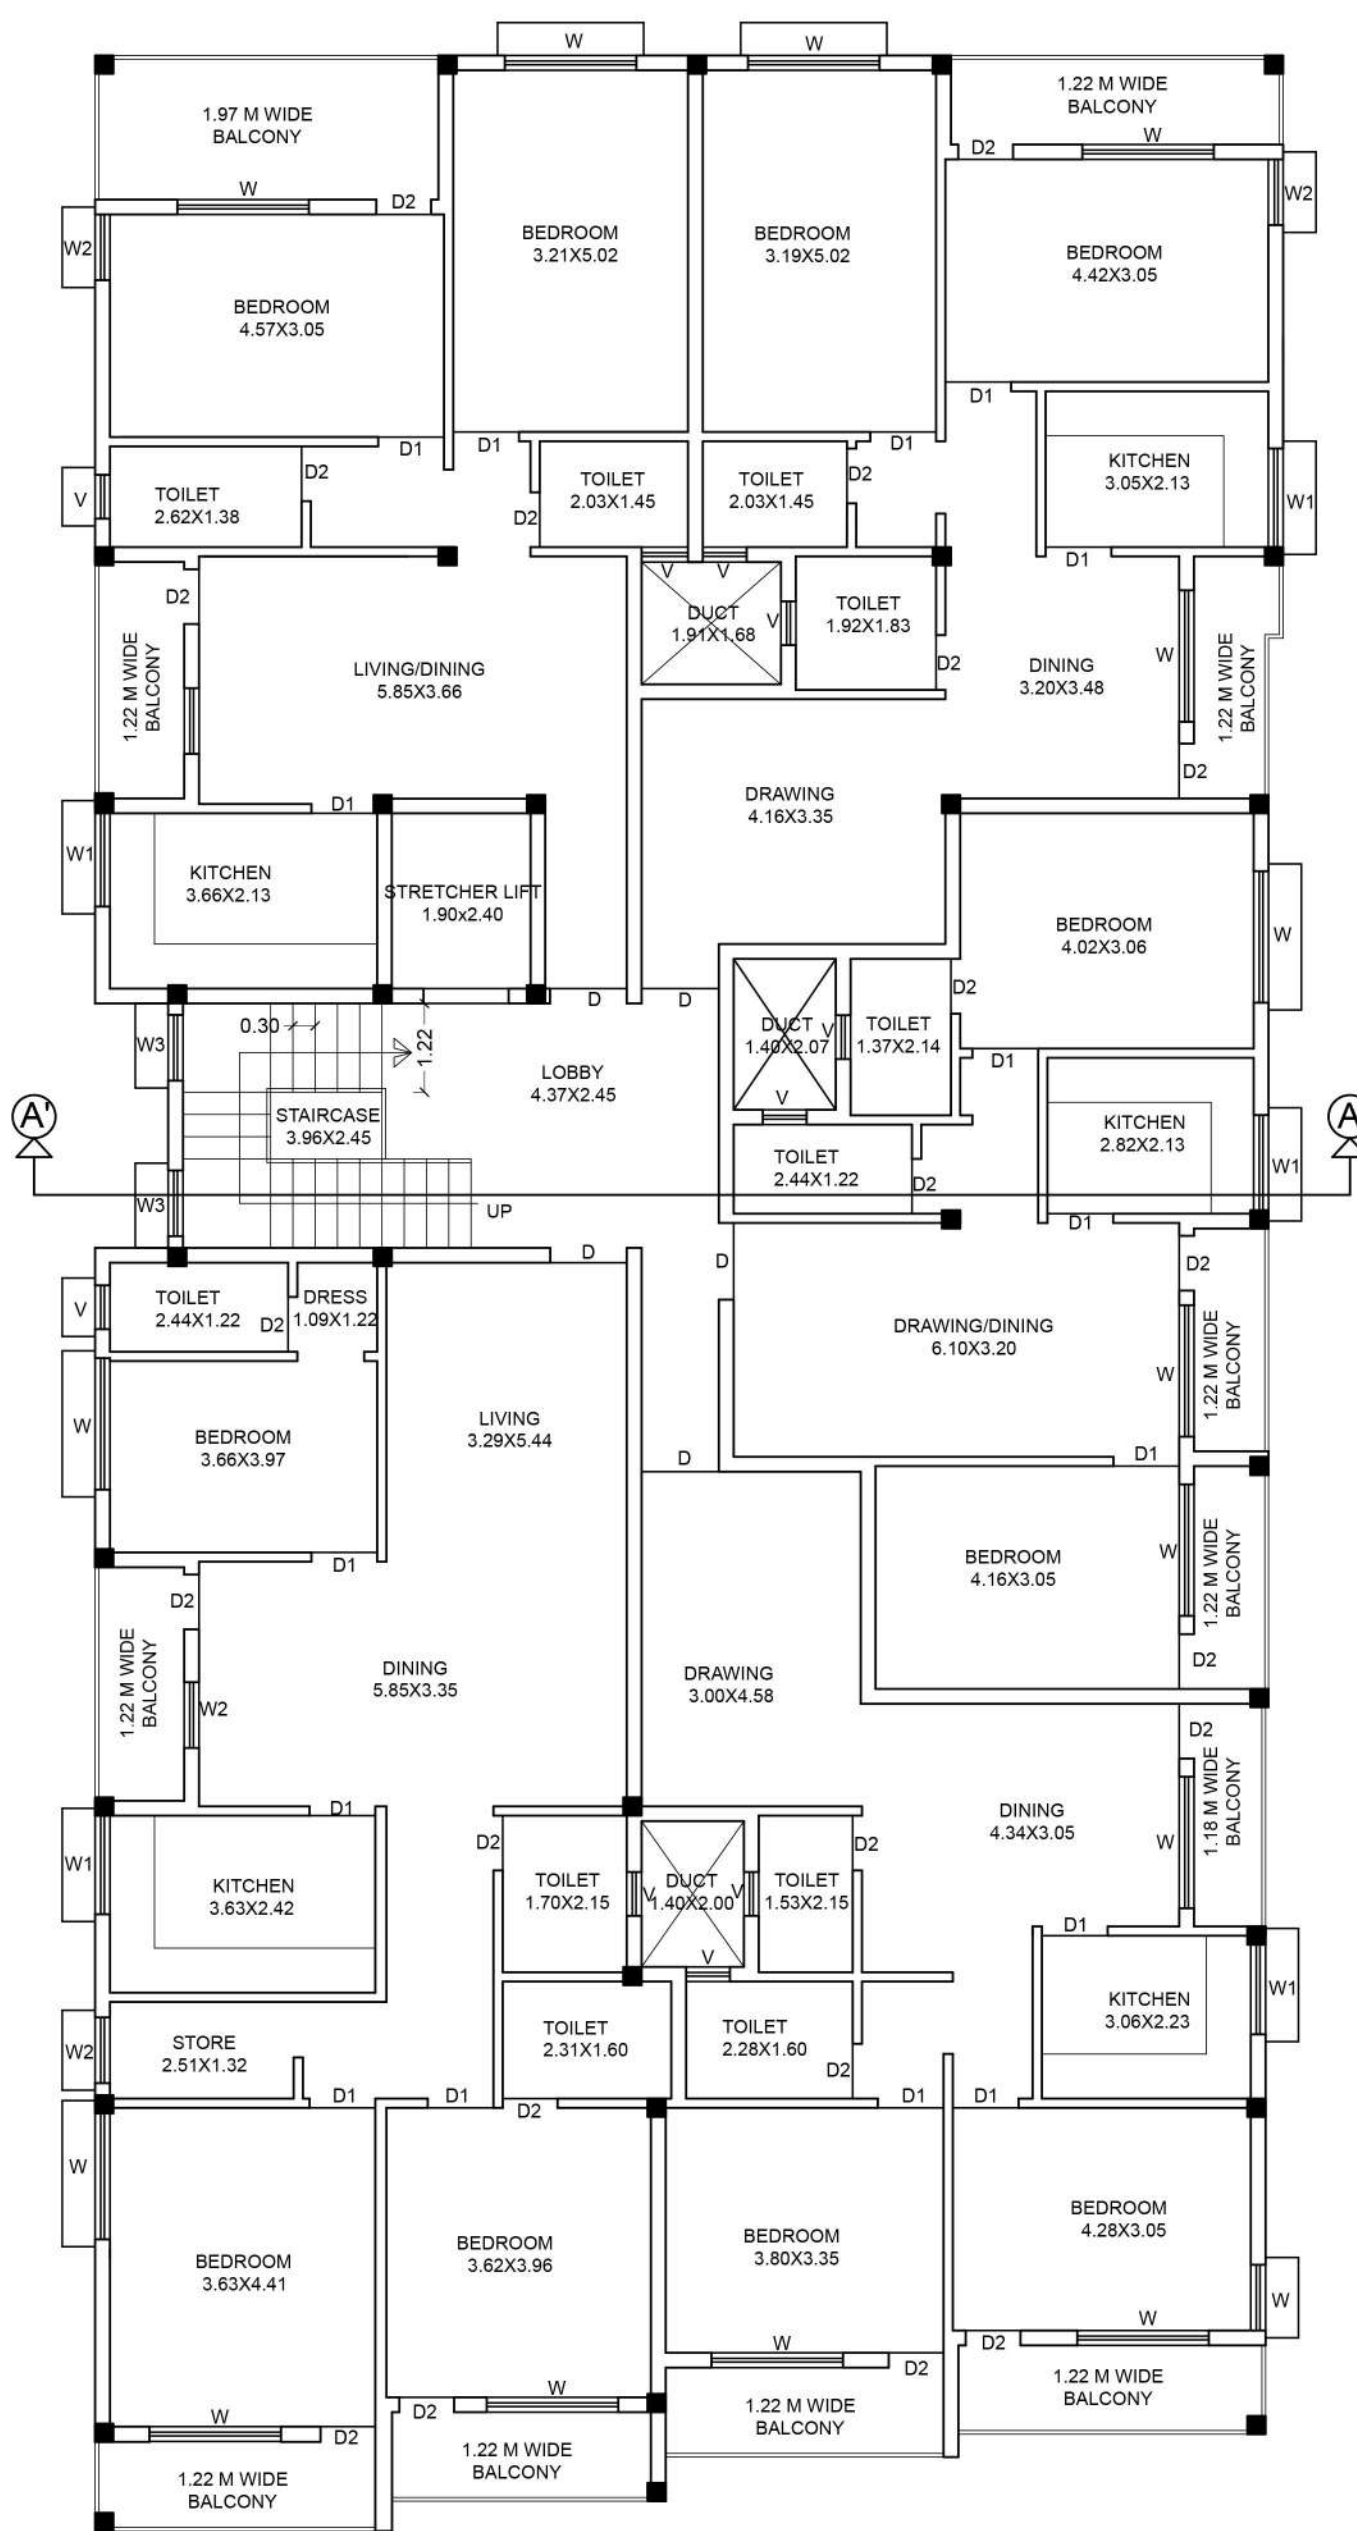 W
W
1.97 M WIDE
BALCONY
1.22 M WIDE
BALCONY
W
D2
W
D2
W2
W2
BEDROOM
3.21X5.02
BEDROOM
3.19X5.02
BEDROOM
4.42X3.05
BEDROOM
4.57X3.05
D1
D1
D1
D1
KITCHEN
3.05X2.13
W1
V
TOILET
2.62X1.38
D2
D2
TOILET
2.03X1.45
TOILET
2.03X1.45
D2
D1
V
V
DUCT
1.91X1.68
V
TOILET
1.92X1.83
D2
D2
1.22 M WIDE
BALCONY
LIVING/DINING
5.85X3.66
DINING
3.20X3.48
W
1.22 M WIDE
BALCONY
D2
DRAWING
4.16X3.35
D1
W1
KITCHEN
3.66X2.13
STRETCHER LIFT
1.90x2.40
BEDROOM
4.02X3.06
W
D
D
D2
0.30
1.22
W3
DUCT
1.40X2.07
V
TOILET
1.37X2.14
D1
LOBBY
4.37X2.45
V
A'
A
STAIRCASE
3.96X2.45
KITCHEN
2.82X2.13
W1
TOILET
2.44X1.22
D2
W3
UP
D1
D
D
D2
V
TOILET
2.44X1.22
D2
DRESS
1.09X1.22
DRAWING/DINING
6.10X3.20
W
1.22 M WIDE
BALCONY
W
BEDROOM
3.66X3.97
LIVING
3.29X5.44
D
D1
D1
BEDROOM
4.16X3.05
W
1.22 M WIDE
BALCONY
D2
D2
1.22 M WIDE
BALCONY
W2
DINING
5.85X3.35
DRAWING
3.00X4.58
D2
1.18 M WIDE
BALCONY
W
D1
DINING
4.34X3.05
D2
D2
W1
KITCHEN
3.63X2.42
TOILET
1.70X2.15
V
DUCT
1.40X2.00
V
TOILET
1.53X2.15
V
D1
KITCHEN
3.06X2.23
W1
W2
STORE
2.51X1.32
TOILET
2.31X1.60
TOILET
2.28X1.60
D2
D1
D1
D2
D1
D1
W
BEDROOM
3.63X4.41
BEDROOM
3.62X3.96
BEDROOM
3.80X3.35
BEDROOM
4.28X3.05
W
W
D2
W
D2
1.22 M WIDE
BALCONY
W
D2
D2
W
1.22 M WIDE
BALCONY
1.22 M WIDE
BALCONY
W
D2
1.22 M WIDE
BALCONY